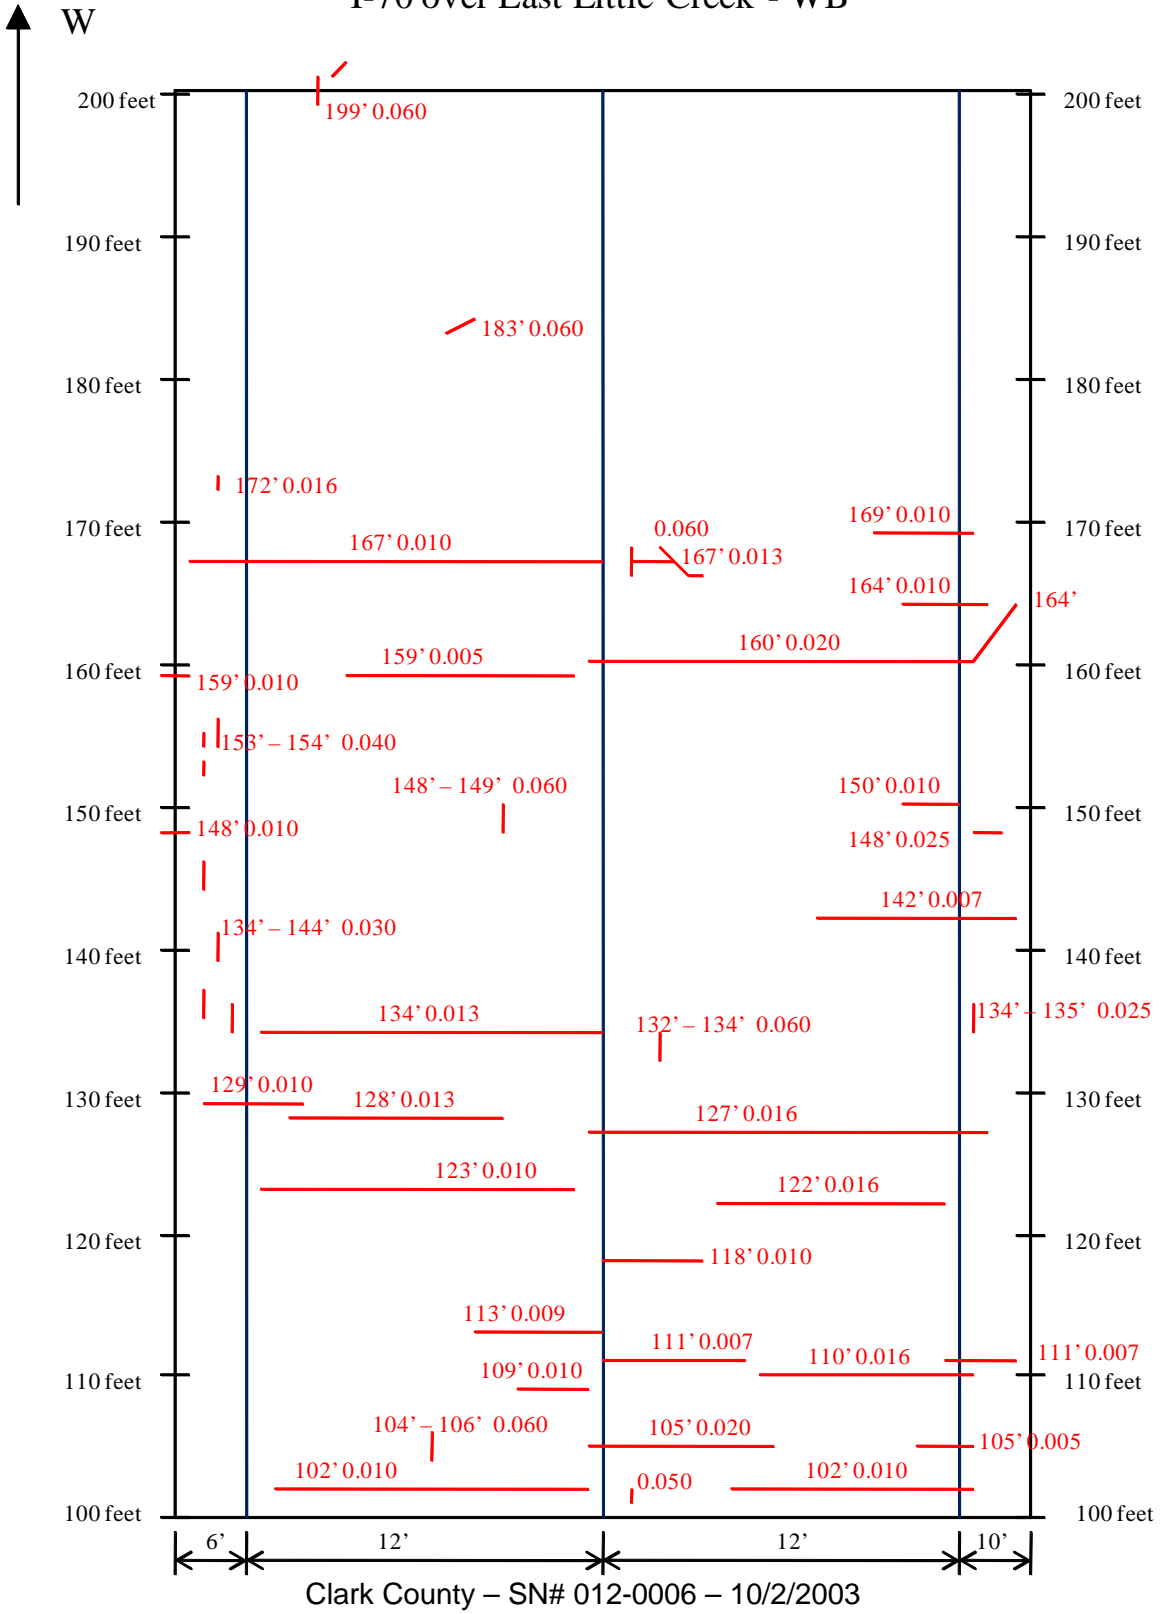 I-70 over East Little Creek - WB
W
200 feet 200 feet
199’ 0.060
190 feet 190 feet
183’ 0.060
180 feet 180 feet
172’ 0.016
169’ 0.010
170 feet 0.060 170 feet
167’ 0.010
167’ 0.013
164’ 0.010
164’
160’ 0.020
159’ 0.005
160 feet 160 feet
159’ 0.010
153’ – 154’ 0.040
148’ – 149’ 0.060 150’ 0.010
150 feet 150 feet
148’ 0.010
148’ 0.025
142’ 0.007
134’ – 144’ 0.030
140 feet 140 feet
134’ 0.013
134’ – 135’ 0.025
132’ – 134’ 0.060
129’ 0.010
130 feet 128’ 0.013 130 feet
127’ 0.016
123’ 0.010
122’ 0.016
120 feet 120 feet
118’ 0.010
113’ 0.009
111’ 0.007
110’ 0.016 111’ 0.007
109’ 0.010
110 feet 110 feet
104’ – 106’ 0.060 105’ 0.020
105’ 0.005
102’ 0.010 102’ 0.010
0.050
100 feet 100 feet
6’ 12’ 12’ 10’
Clark County – SN# 012-0006 – 10/2/2003